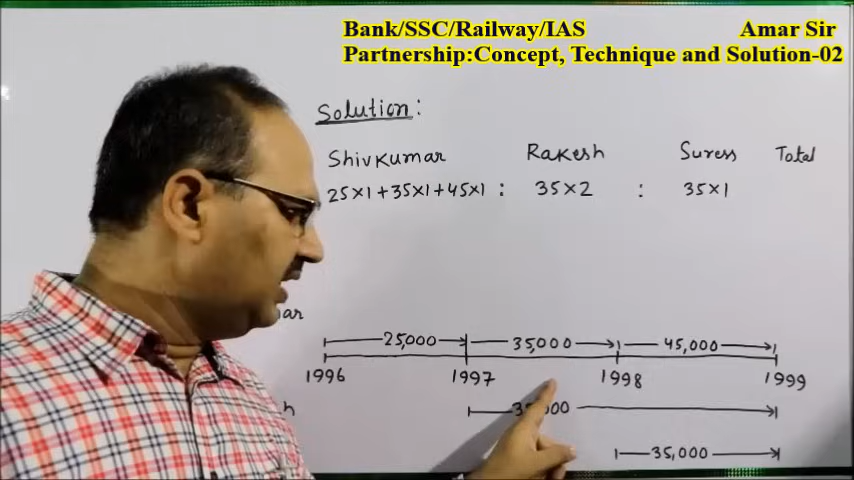 Bank/SSC/Railway/IAS Amar Sir
Partnership:Concept, Technique and Solution-02
Solution:
ShivKumar Rakesh Suress Total
25×1+35×1+45×1 : 35×2 : 35×1
ar
25,000 35,000 45,000
1996 1997 1998 1999
h
35,000